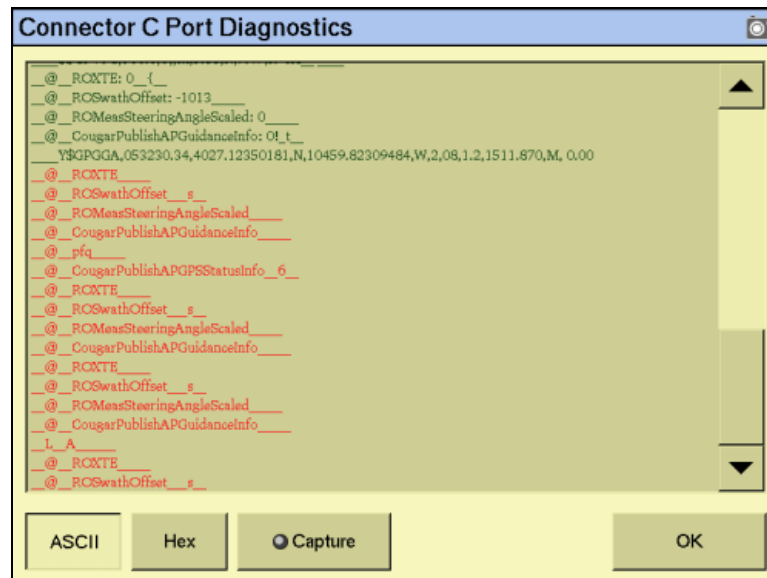 Connector C Port Diagnostics
__@__ROXTE: 0__{__
__@__ROSwathOffset: -1013____
__@__ROMeasSteeringAngleScaled: 0____
__@__CougarPublishAPGuidanceInfo: 0!_t__
____Y$GPGGA,053230.34,4027.12350181,N,10459.82309484,W,2,08,1.2,1511.870,M, 0.00
__@__ROXTE____
__@__ROSwathOffset___s__
__@__ROMeasSteeringAngleScaled____
__@__CougarPublishAPGuidanceInfo____
__@__pfq____
__@__CougarPublishAPGPSStatusInfo__6__
__@__ROXTE____
__@__ROSwathOffset___s__
__@__ROMeasSteeringAngleScaled____
__@__CougarPublishAPGuidanceInfo____
__@__ROXTE____
__@__ROSwathOffset___s__
__@__ROMeasSteeringAngleScaled____
__@__CougarPublishAPGuidanceInfo____
__L__A_____
__@__ROXTE____
__@__ROSwathOffset___s__
ASCII Hex Capture OK